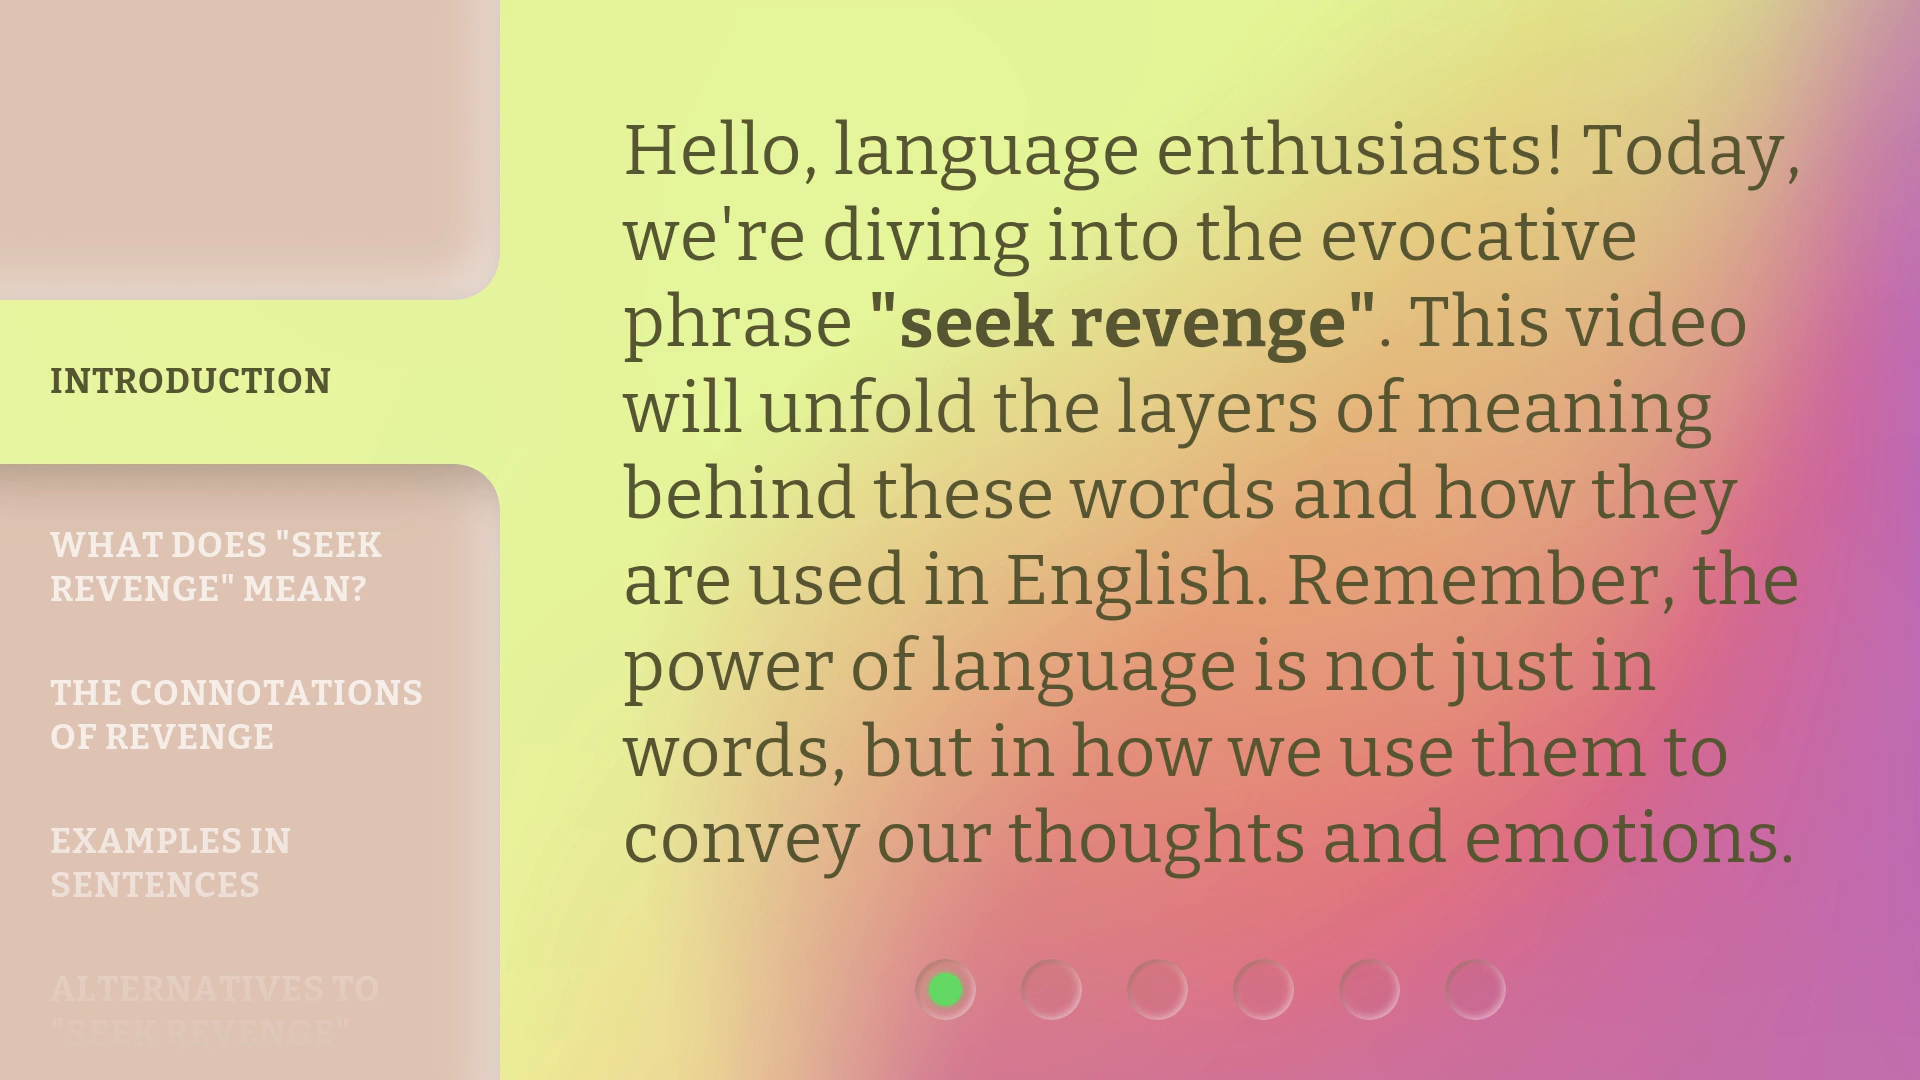 INTRODUCTION
WHAT DOES "SEEK
REVENGE" MEAN?
THE CONNOTATIONS
OF REVENGE
EXAMPLES IN
SENTENCES
ALTERNATIVES TO
"SEEK REVENGE"
Hello, language enthusiasts! Today,
we're diving into the evocative
phrase "seek revenge". This video
will unfold the layers of meaning
behind these words and how they
are used in English. Remember, the
power of language is not just in
words, but in how we use them to
convey our thoughts and emotions.